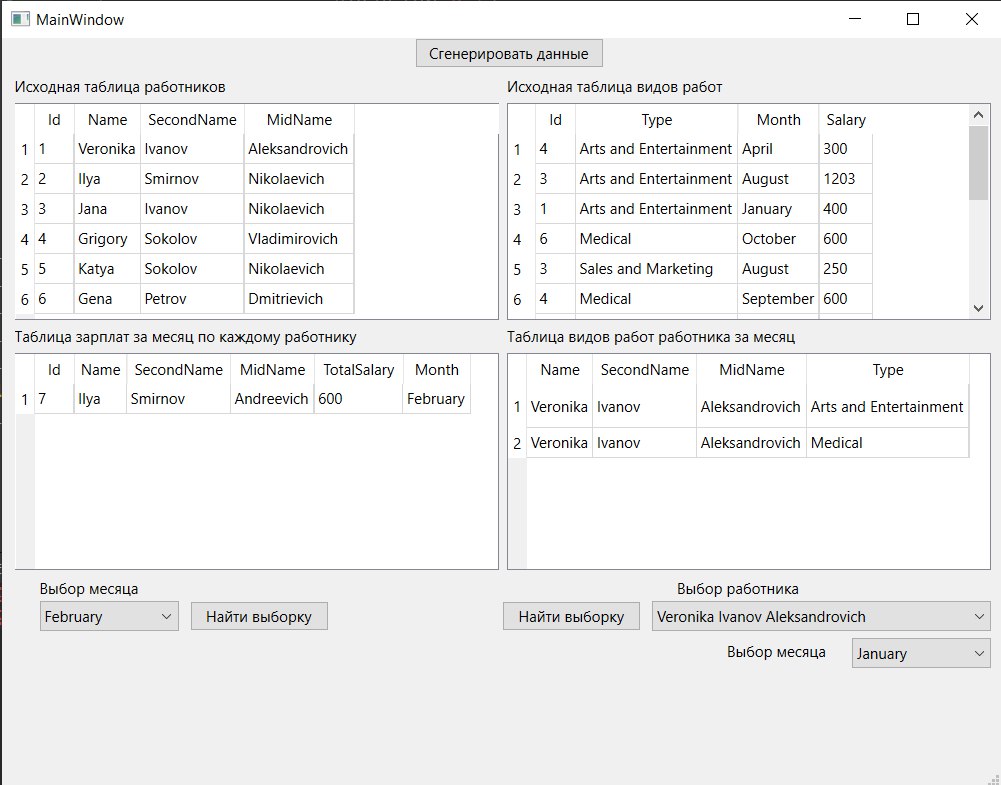 MainWindow
Сгенерировать данные
Исходная таблица работников
Id Name SecondName MidName
1 1 Veronika Ivanov Aleksandrovich
2 2 Ilya Smirnov Nikolaevich
3 3 Jana Ivanov Nikolaevich
4 4 Grigory Sokolov Vladimirovich
5 5 Katya Sokolov Nikolaevich
6 6 Gena Petrov Dmitrievich
Исходная таблица видов работ
Id Type Month Salary
1 4 Arts and Entertainment April 300
2 3 Arts and Entertainment August 1203
3 1 Arts and Entertainment January 400
4 6 Medical October 600
5 3 Sales and Marketing August 250
6 4 Medical September 600
Таблица зарплат за месяц по каждому работнику
Id Name SecondName MidName TotalSalary Month
1 7 Ilya Smirnov Andreevich 600 February
Таблица видов работ работника за месяц
Name SecondName MidName Type
1 Veronika Ivanov Aleksandrovich Arts and Entertainment
2 Veronika Ivanov Aleksandrovich Medical
Выбор месяца
February Найти выборку
Выбор работника
Найти выборку Veronika Ivanov Aleksandrovich
Выбор месяца January